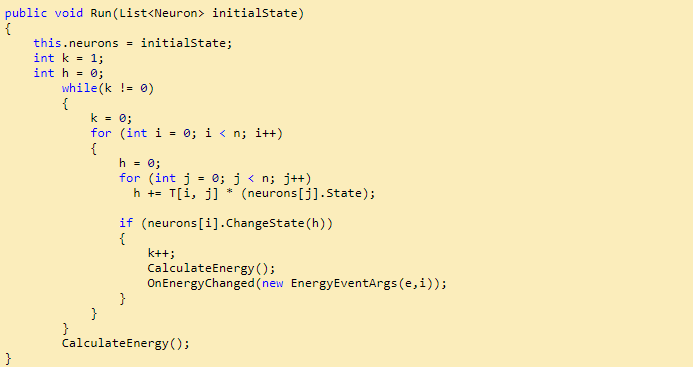 public void Run(List<Neuron> initialState)
{
    this.neurons = initialState;
    int k = 1;
    int h = 0;
        while(k != 0)
        {
            k = 0;
            for (int i = 0; i < n; i++)
            {
                h = 0;
                for (int j = 0; j < n; j++)
                  h += T[i, j] * (neurons[j].State);

                if (neurons[i].ChangeState(h))
                {
                    k++;
                    CalculateEnergy();
                    OnEnergyChanged(new EnergyEventArgs(e,i));
                }
            }
        }
        CalculateEnergy();
}